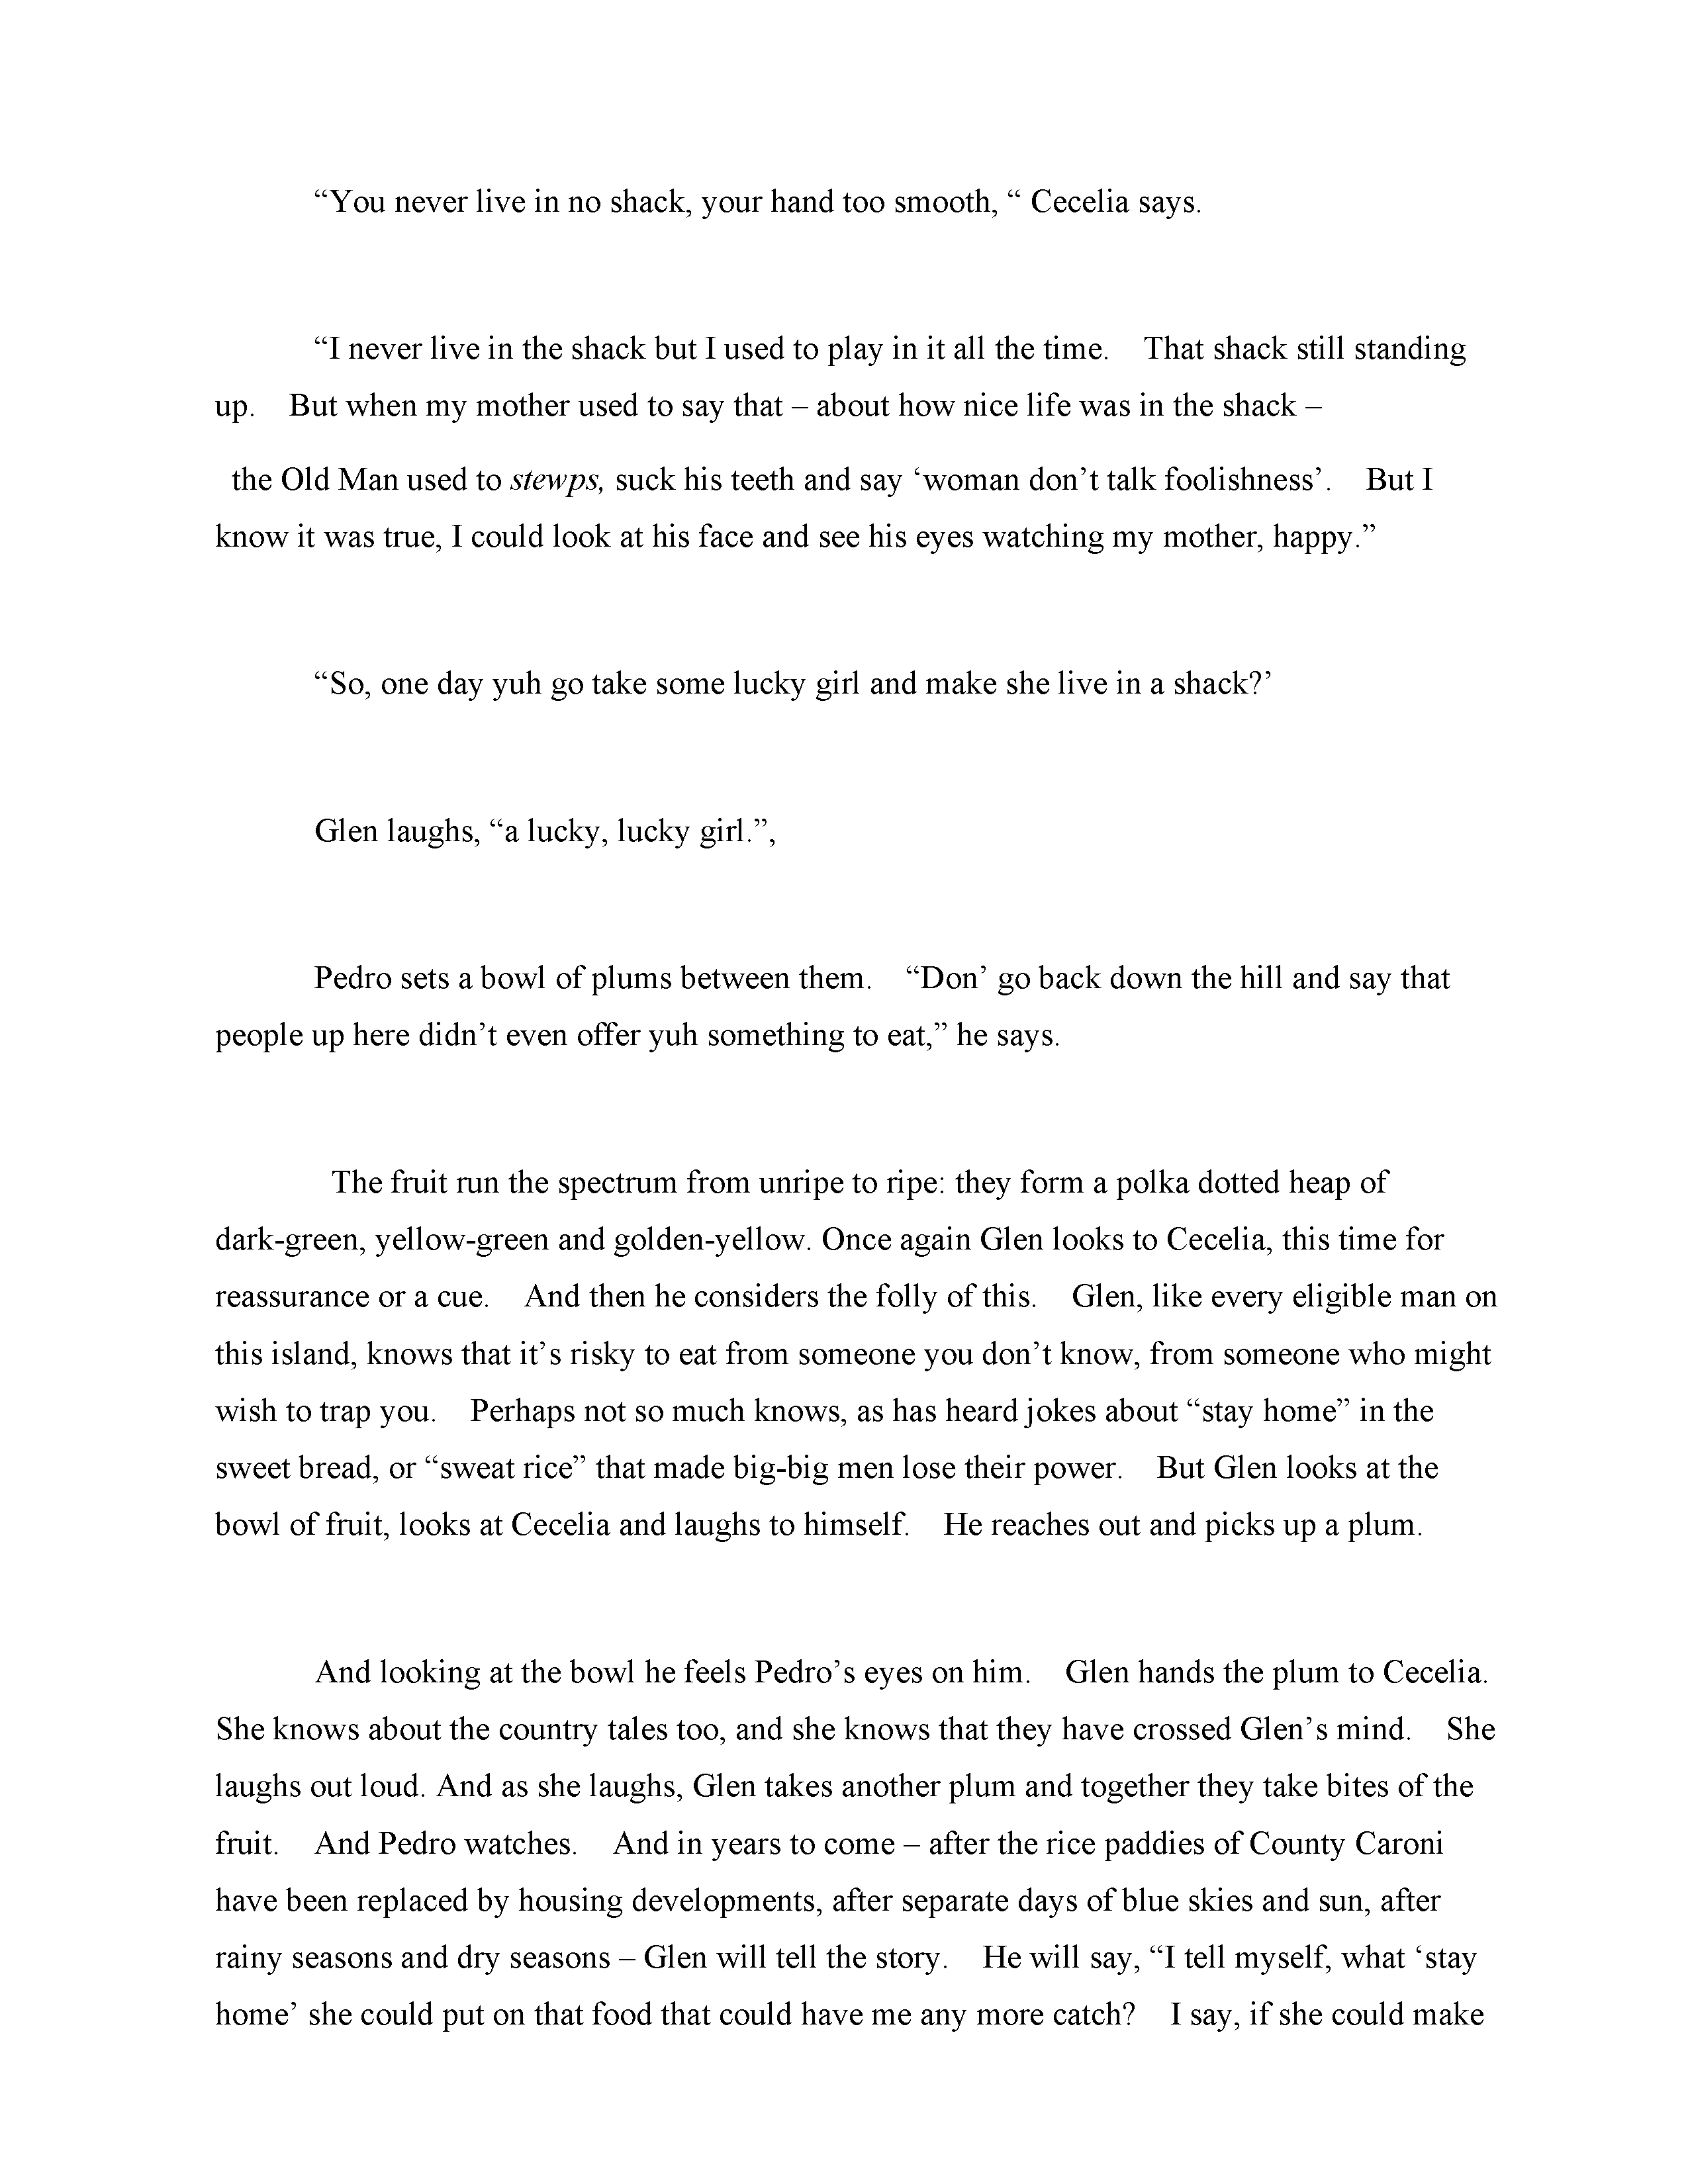 “You never live in no shack, your hand too smooth, “ Cecelia says.
“I never live in the shack but I used to play in it all the time. That shack still standing
up. But when my mother used to say that – about how nice life was in the shack –
the Old Man used to stewps, suck his teeth and say ‘woman don’t talk foolishness’. But I
know it was true, I could look at his face and see his eyes watching my mother, happy.”
“So, one day yuh go take some lucky girl and make she live in a shack?’
Glen laughs, “a lucky, lucky girl.”,
Pedro sets a bowl of plums between them. “Don’ go back down the hill and say that
people up here didn’t even offer yuh something to eat,” he says.
The fruit run the spectrum from unripe to ripe: they form a polka dotted heap of
dark-green, yellow-green and golden-yellow. Once again Glen looks to Cecelia, this time for
reassurance or a cue. And then he considers the folly of this. Glen, like every eligible man on
this island, knows that it’s risky to eat from someone you don’t know, from someone who might
wish to trap you. Perhaps not so much knows, as has heard jokes about “stay home” in the
sweet bread, or “sweat rice” that made big-big men lose their power. But Glen looks at the
bowl of fruit, looks at Cecelia and laughs to himself. He reaches out and picks up a plum.
And looking at the bowl he feels Pedro’s eyes on him. Glen hands the plum to Cecelia.
She knows about the country tales too, and she knows that they have crossed Glen’s mind. She
laughs out loud. And as she laughs, Glen takes another plum and together they take bites of the
fruit. And Pedro watches. And in years to come – after the rice paddies of County Caroni
have been replaced by housing developments, after separate days of blue skies and sun, after
rainy seasons and dry seasons – Glen will tell the story. He will say, “I tell myself, what ‘stay
home’ she could put on that food that could have me any more catch? I say, if she could make